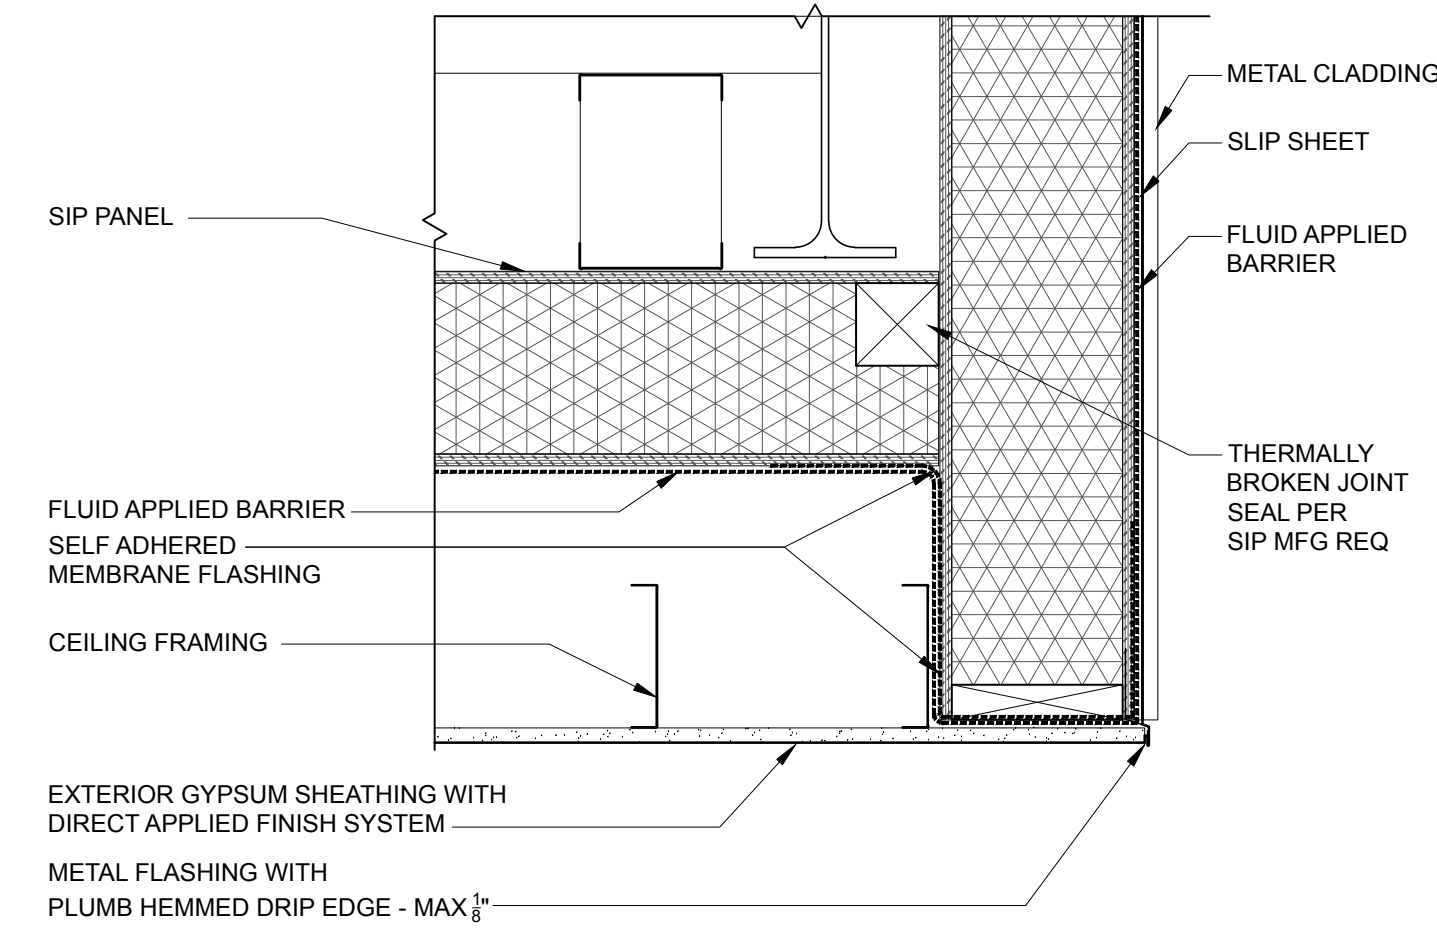 METAL CLADDING
SLIP SHEET
SIP PANEL
FLUID APPLIED
BARRIER
THERMALLY
BROKEN JOINT
SEAL PER
SIP MFG REQ
FLUID APPLIED BARRIER
SELF ADHERED
MEMBRANE FLASHING
CEILING FRAMING
EXTERIOR GYPSUM SHEATHING WITH
DIRECT APPLIED FINISH SYSTEM
METAL FLASHING WITH
PLUMB HEMMED DRIP EDGE - MAX 1/8"